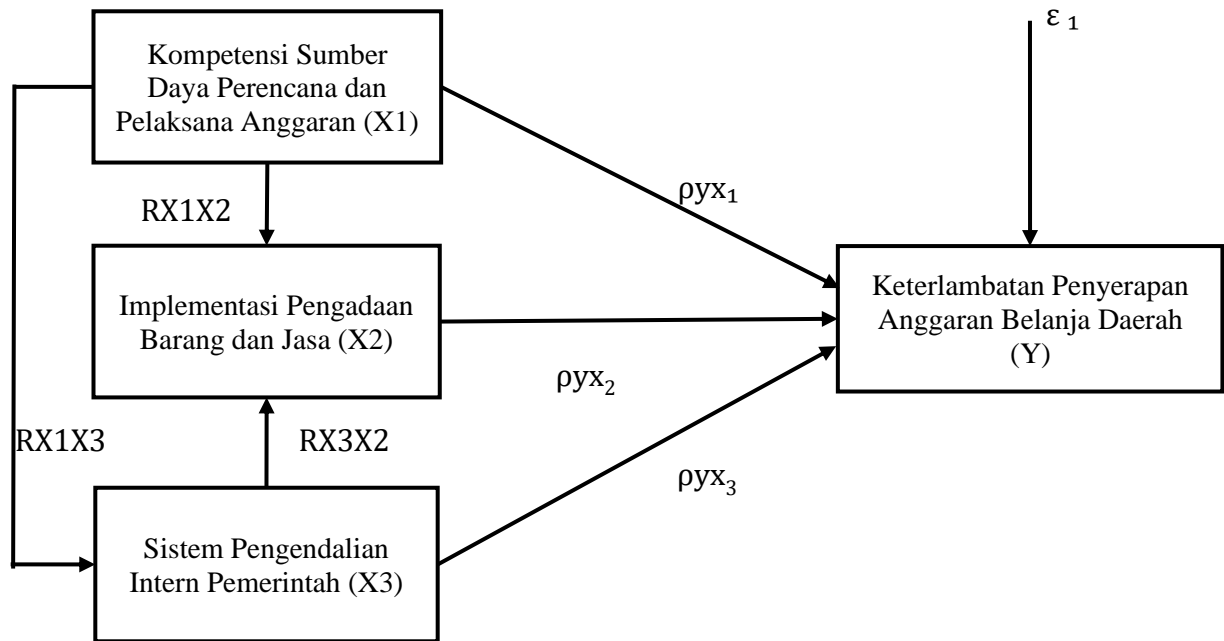 Kompetensi Sumber
Daya Perencana dan
Pelaksana Anggaran (X1)
ε 1
ρyx1
RX1X2
Implementasi Pengadaan
Barang dan Jasa (X2)
Keterlambatan Penyerapan
Anggaran Belanja Daerah
(Y)
ρyx2
RX1X3
RX3X2
ρyx3
Sistem Pengendalian
Intern Pemerintah (X3)